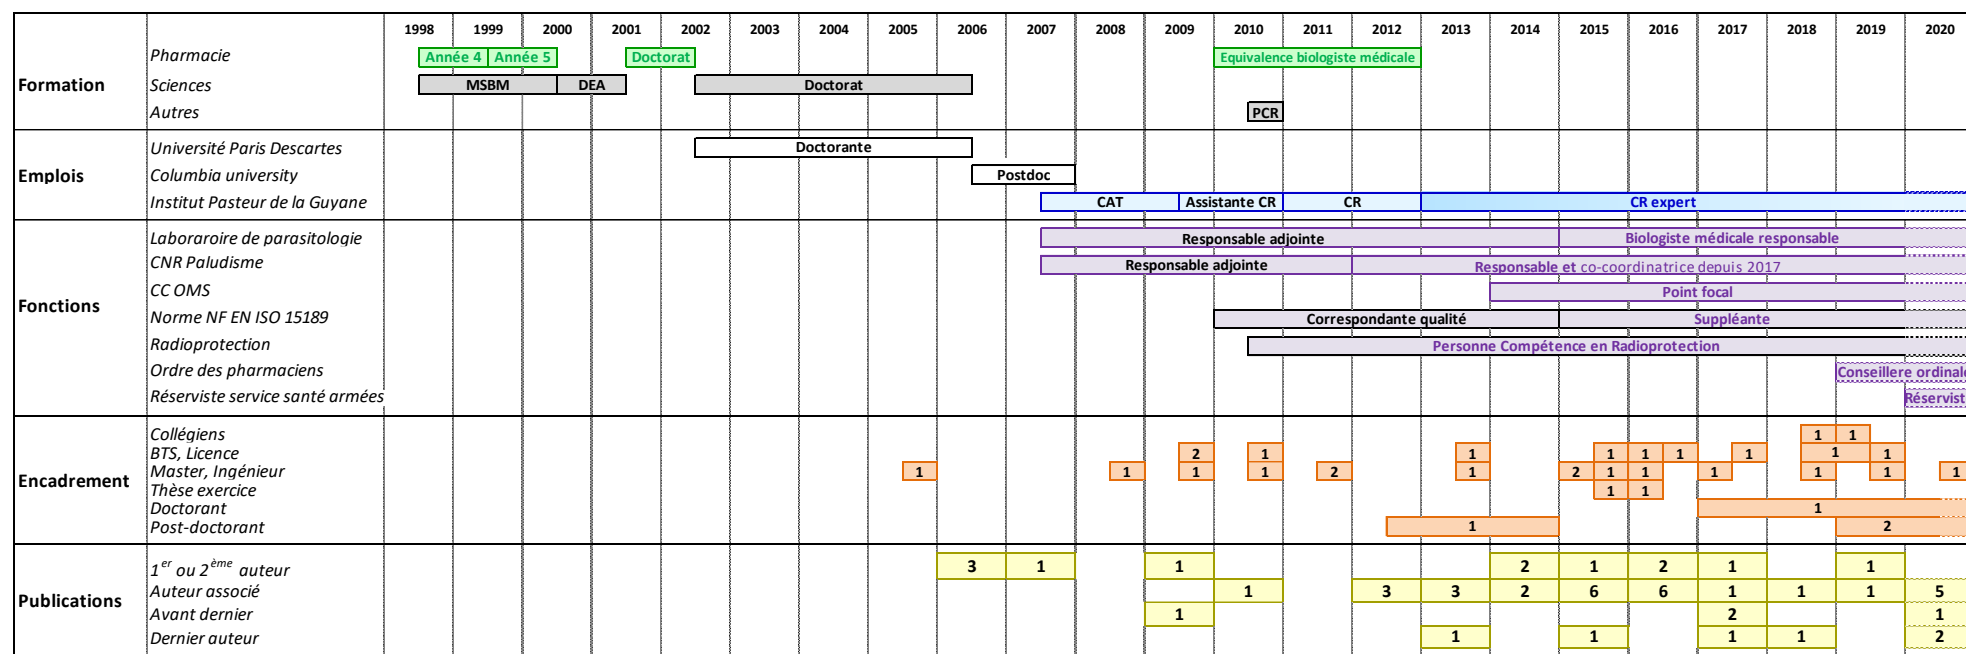 1998 1999 2000 2001 2002 2003 2004 2005 2006 2007 2008 2009 2010 2011 2012 2013 2014 2015 2016 2017 2018 2019 2020
Formation
Pharmacie Année 4 Année 5 Doctorat Equivalence biologiste médicale
Sciences MSBM DEA Doctorat
Autres PCR
Emplois
Université Paris Descartes Doctorante
Columbia university Postdoc
Institut Pasteur de la Guyane CAT Assistante CR CR CR expert
Fonctions
Laboraroire de parasitologie Responsable adjointe Biologiste médicale responsable
CNR Paludisme Responsable adjointe Responsable et co-coordinatrice depuis 2017
CC OMS Point focal
Norme NF EN ISO 15189 Correspondante qualité Suppléante
Radioprotection Personne Compétence en Radioprotection
Ordre des pharmaciens Conseillere ordinale
Réserviste service santé armées Réservist
Encadrement
Collégiens 1 1
BTS, Licence 2 1 1 1 1 1 1 1 1
Master, Ingénieur 1 1 1 1 2 1 2 1 1 1 1 1 1
Thèse exercice 1 1
Doctorant 1
Post-doctorant 1 2
Publications
1er ou 2ème auteur 3 1 1 2 1 2 1 1
Auteur associé 1 3 3 2 6 6 1 1 1 5
Avant dernier 1 2 1
Dernier auteur 1 1 1 1 2